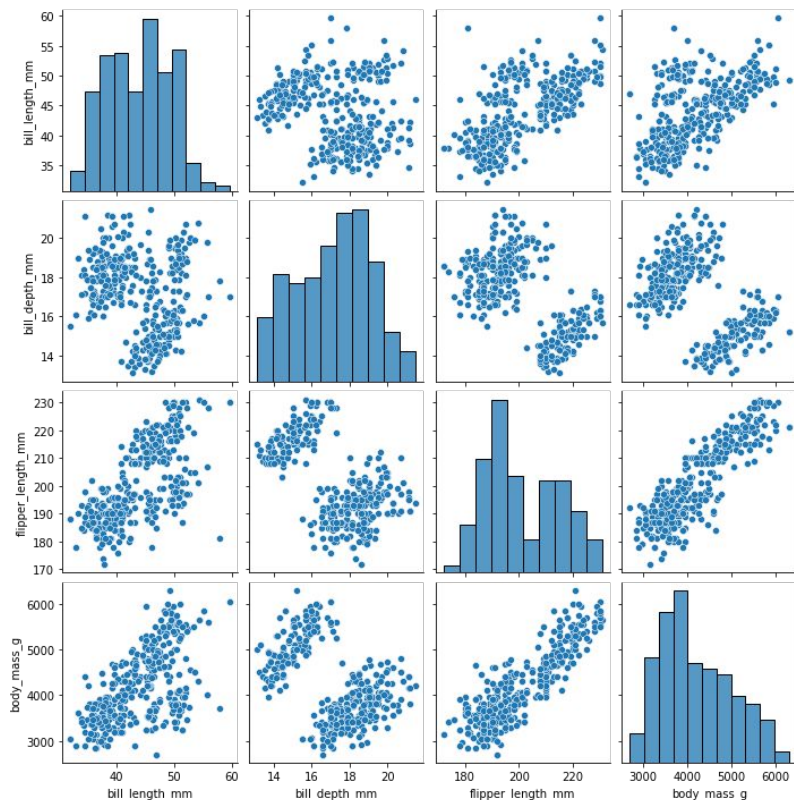 60
55
50
45
40
35
bill_length_mm
20
18
16
14
bill_depth_mm
230
220
210
200
190
180
170
flipper_length_mm
6000
5000
4000
3000
body_mass_g
40 50 60
14 16 18 20
180 200 220
3000 4000 5000 6000
bill_length_mm bill_depth_mm flipper_length_mm body_mass_g